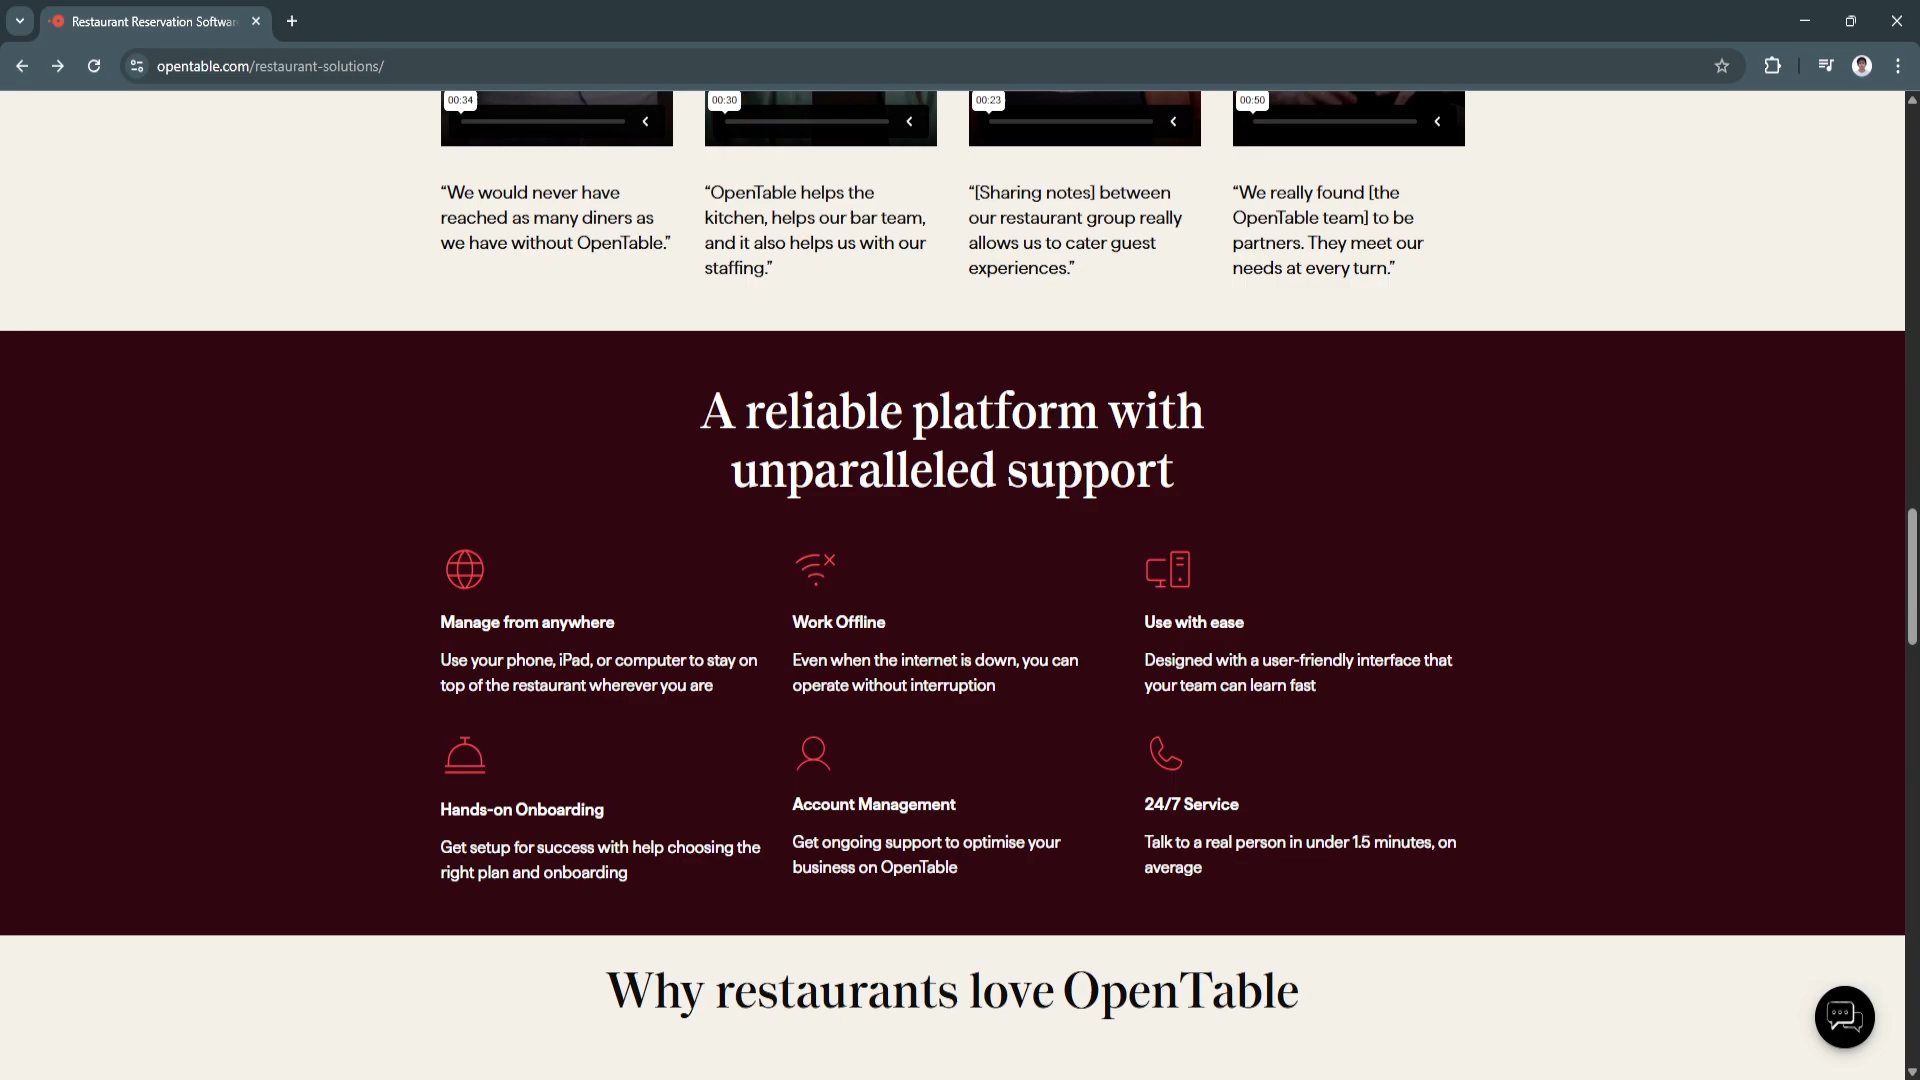 Restaurant Reservation Softwar
opentable.com/restaurant-solutions/
00:34
00:30
00:23
00:50
“We would never have
reached as many diners as
we have without OpenTable.”
“OpenTable helps the
kitchen, helps our bar team,
and it also helps us with our
staffing.”
“[Sharing notes] between
our restaurant group really
allows us to cater guest
experiences.”
“We really found [the
OpenTable team] to be
partners. They meet our
needs at every turn.”
A reliable platform with
unparalleled support
Manage from anywhere
Use your phone, iPad, or computer to stay on
top of the restaurant wherever you are
Work Offline
Even when the internet is down, you can
operate without interruption
Use with ease
Designed with a user-friendly interface that
your team can learn fast
Hands-on Onboarding
Get setup for success with help choosing the
right plan and onboarding
Account Management
Get ongoing support to optimise your
business on OpenTable
24/7 Service
Talk to a real person in under 1.5 minutes, on
average
Why restaurants love OpenTable